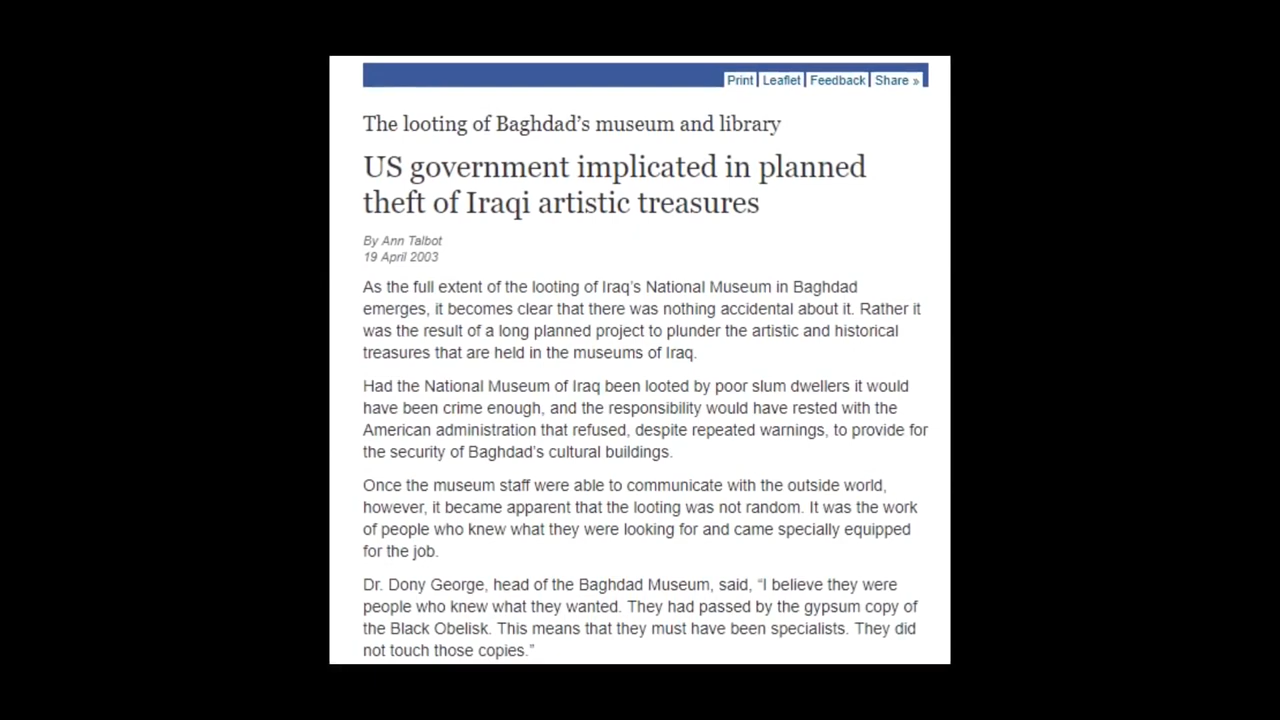 Print | Leaflet | Feedback | Share »
The looting of Baghdad’s museum and library
US government implicated in planned
theft of Iraqi artistic treasures
By Ann Talbot
19 April 2003
As the full extent of the looting of Iraq’s National Museum in Baghdad
emerges, it becomes clear that there was nothing accidental about it. Rather it
was the result of a long planned project to plunder the artistic and historical
treasures that are held in the museums of Iraq.
Had the National Museum of Iraq been looted by poor slum dwellers it would
have been crime enough, and the responsibility would have rested with the
American administration that refused, despite repeated warnings, to provide for
the security of Baghdad’s cultural buildings.
Once the museum staff were able to communicate with the outside world,
however, it became apparent that the looting was not random. It was the work
of people who knew what they were looking for and came specially equipped
for the job.
Dr. Dony George, head of the Baghdad Museum, said, “I believe they were
people who knew what they wanted. They had passed by the gypsum copy of
the Black Obelisk. This means that they must have been specialists. They did
not touch those copies.”